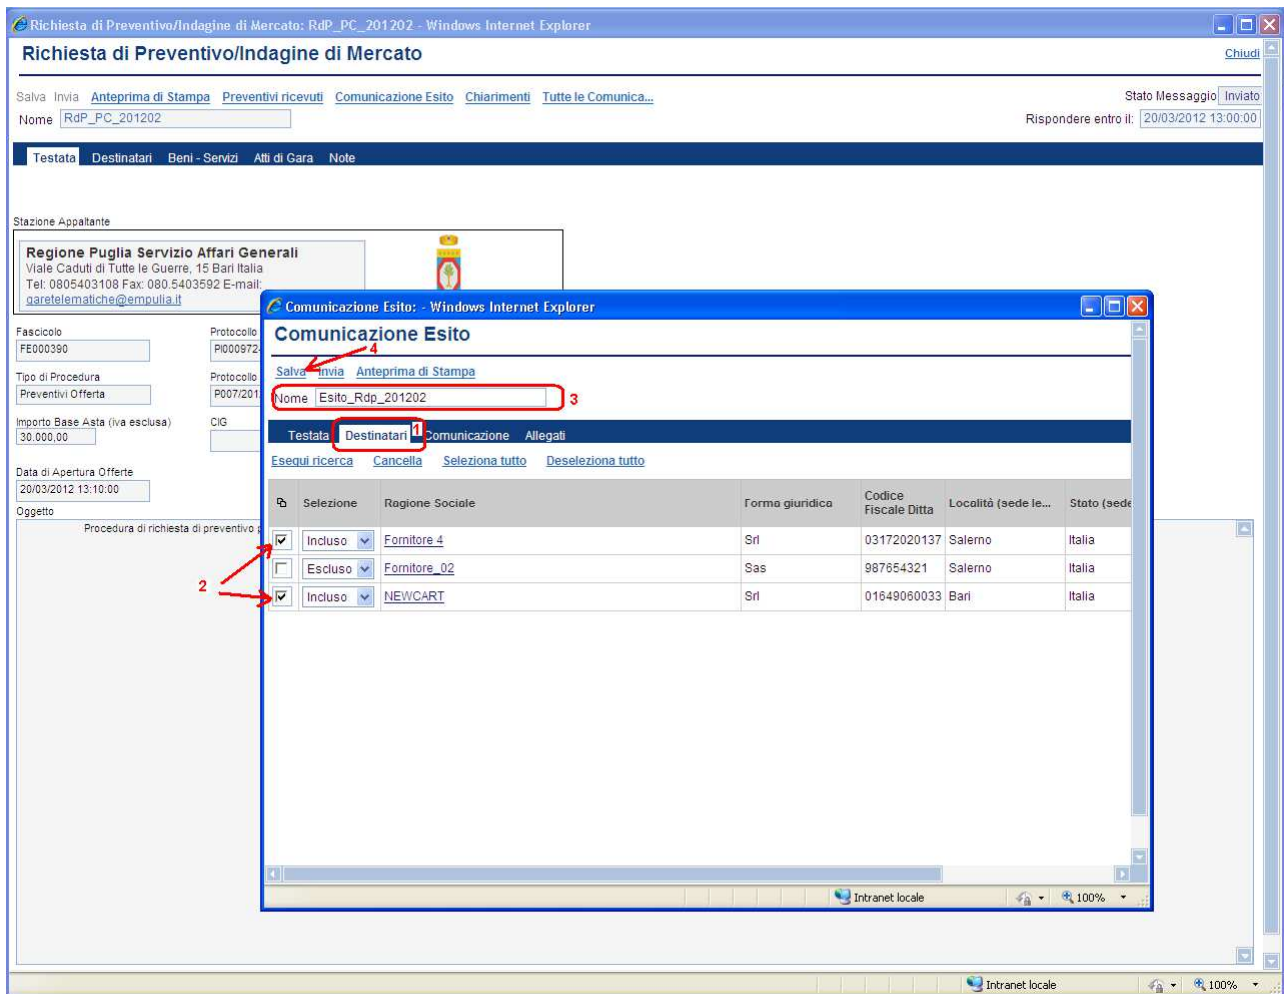 Richiesta di Preventivo/Indagine di Mercato: RdP_PC_201202 - Windows Internet Explorer
Richiesta di Preventivo/Indagine di Mercato
Chiudi
Salva Invia Anteprima di Stampa Preventivi ricevuti Comunicazione Esito Chiarimenti Tutte le Comunica...
Stato Messaggio Inviato
Nome RdP_PC_201202
Rispondere entro il: 20/03/2012 13:00:00
Testata Destinatari Beni - Servizi Atti di Gara Note
Stazione Appaltante
Regione Puglia Servizio Affari Generali
Viale Caduti di Tutte le Guerre, 15 Bari Italia
Tel: 0805403108 Fax: 080.5403592 E-mail:
garetelematiche@empulia.it
Fascicolo
FE000390
Protocollo
PI000972-
Tipo di Procedura
Preventivi Offerta
Protocollo
P007/201
Importo Base Asta (iva esclusa)
30.000,00
CIG
Data di Apertura Offerte
20/03/2012 13:10:00
Oggetto
Procedura di richiesta di preventivo p
Comunicazione Esito: - Windows Internet Explorer
Comunicazione Esito
4
Salva Invia Anteprima di Stampa
Nome Esito_Rdp_201202
3
Testata Destinatari 1 Comunicazione Allegati
Esegui ricerca Cancella Seleziona tutto Deseleziona tutto
Selezione Ragione Sociale Forma giuridica Codice Fiscale Ditta Località (sede le... Stato (sede
Incluso Fornitore 4 Srl 03172020137 Salerno Italia
Escluso Fornitore_02 Sas 987654321 Salerno Italia
2
Incluso NEWCART Srl 01649060033 Bari Italia
Intranet locale 100%
Intranet locale 100%